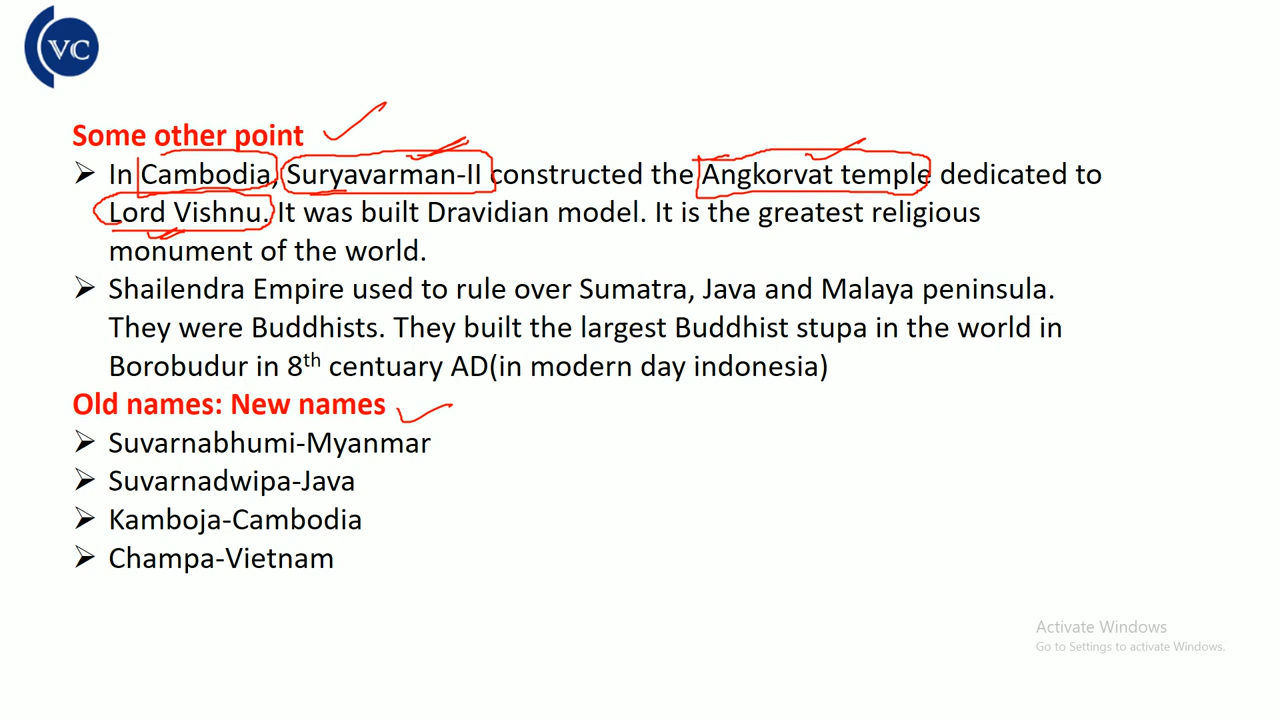 VC
Some other point
➢ In Cambodia, Suryavarman-II constructed the Angkorvat temple dedicated to
Lord Vishnu. It was built Dravidian model. It is the greatest religious
monument of the world.
➢ Shailendra Empire used to rule over Sumatra, Java and Malaya peninsula.
They were Buddhists. They built the largest Buddhist stupa in the world in
Borobudur in 8th centuary AD(in modern day indonesia)
Old names: New names
➢ Suvarnabhumi-Myanmar
➢ Suvarnadwipa-Java
➢ Kamboja-Cambodia
➢ Champa-Vietnam
Activate Windows
Go to Settings to activate Windows.